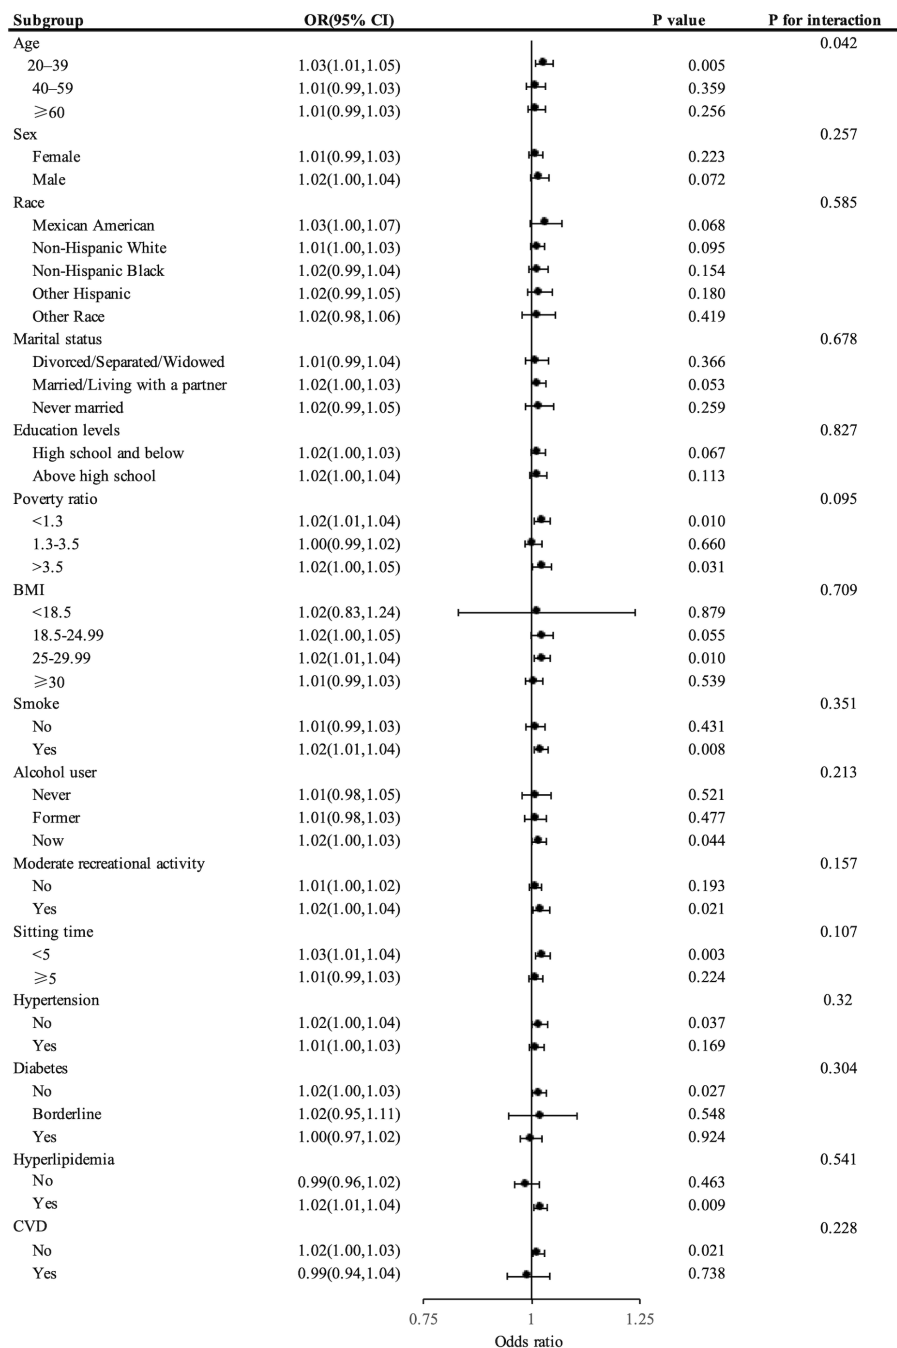 Subgroup OR(95% CI) P value P for interaction
Age 0.042
20–39 1.03(1.01,1.05) 0.005
40–59 1.01(0.99,1.03) 0.359
⩾60 1.01(0.99,1.03) 0.256
Sex 0.257
Female 1.01(0.99,1.03) 0.223
Male 1.02(1.00,1.04) 0.072
Race 0.585
Mexican American 1.03(1.00,1.07) 0.068
Non-Hispanic White 1.01(1.00,1.03) 0.095
Non-Hispanic Black 1.02(0.99,1.04) 0.154
Other Hispanic 1.02(0.99,1.05) 0.180
Other Race 1.02(0.98,1.06) 0.419
Marital status 0.678
Divorced/Separated/Widowed 1.01(0.99,1.04) 0.366
Married/Living with a partner 1.02(1.00,1.03) 0.053
Never married 1.02(0.99,1.05) 0.259
Education levels 0.827
High school and below 1.02(1.00,1.03) 0.067
Above high school 1.02(1.00,1.04) 0.113
Poverty ratio 0.095
<1.3 1.02(1.01,1.04) 0.010
1.3-3.5 1.00(0.99,1.02) 0.660
>3.5 1.02(1.00,1.05) 0.031
BMI 0.709
<18.5 1.02(0.83,1.24) 0.879
18.5-24.99 1.02(1.00,1.05) 0.055
25-29.99 1.02(1.01,1.04) 0.010
⩾30 1.01(0.99,1.03) 0.539
Smoke 0.351
No 1.01(0.99,1.03) 0.431
Yes 1.02(1.01,1.04) 0.008
Alcohol user 0.213
Never 1.01(0.98,1.05) 0.521
Former 1.01(0.98,1.03) 0.477
Now 1.02(1.00,1.03) 0.044
Moderate recreational activity 0.157
No 1.01(1.00,1.02) 0.193
Yes 1.02(1.00,1.04) 0.021
Sitting time 0.107
<5 1.03(1.01,1.04) 0.003
⩾5 1.01(0.99,1.03) 0.224
Hypertension 0.32
No 1.02(1.00,1.04) 0.037
Yes 1.01(1.00,1.03) 0.169
Diabetes 0.304
No 1.02(1.00,1.03) 0.027
Borderline 1.02(0.95,1.11) 0.548
Yes 1.00(0.97,1.02) 0.924
Hyperlipidemia 0.541
No 0.99(0.96,1.02) 0.463
Yes 1.02(1.01,1.04) 0.009
CVD 0.228
No 1.02(1.00,1.03) 0.021
Yes 0.99(0.94,1.04) 0.738
0.75 1 1.25
Odds ratio